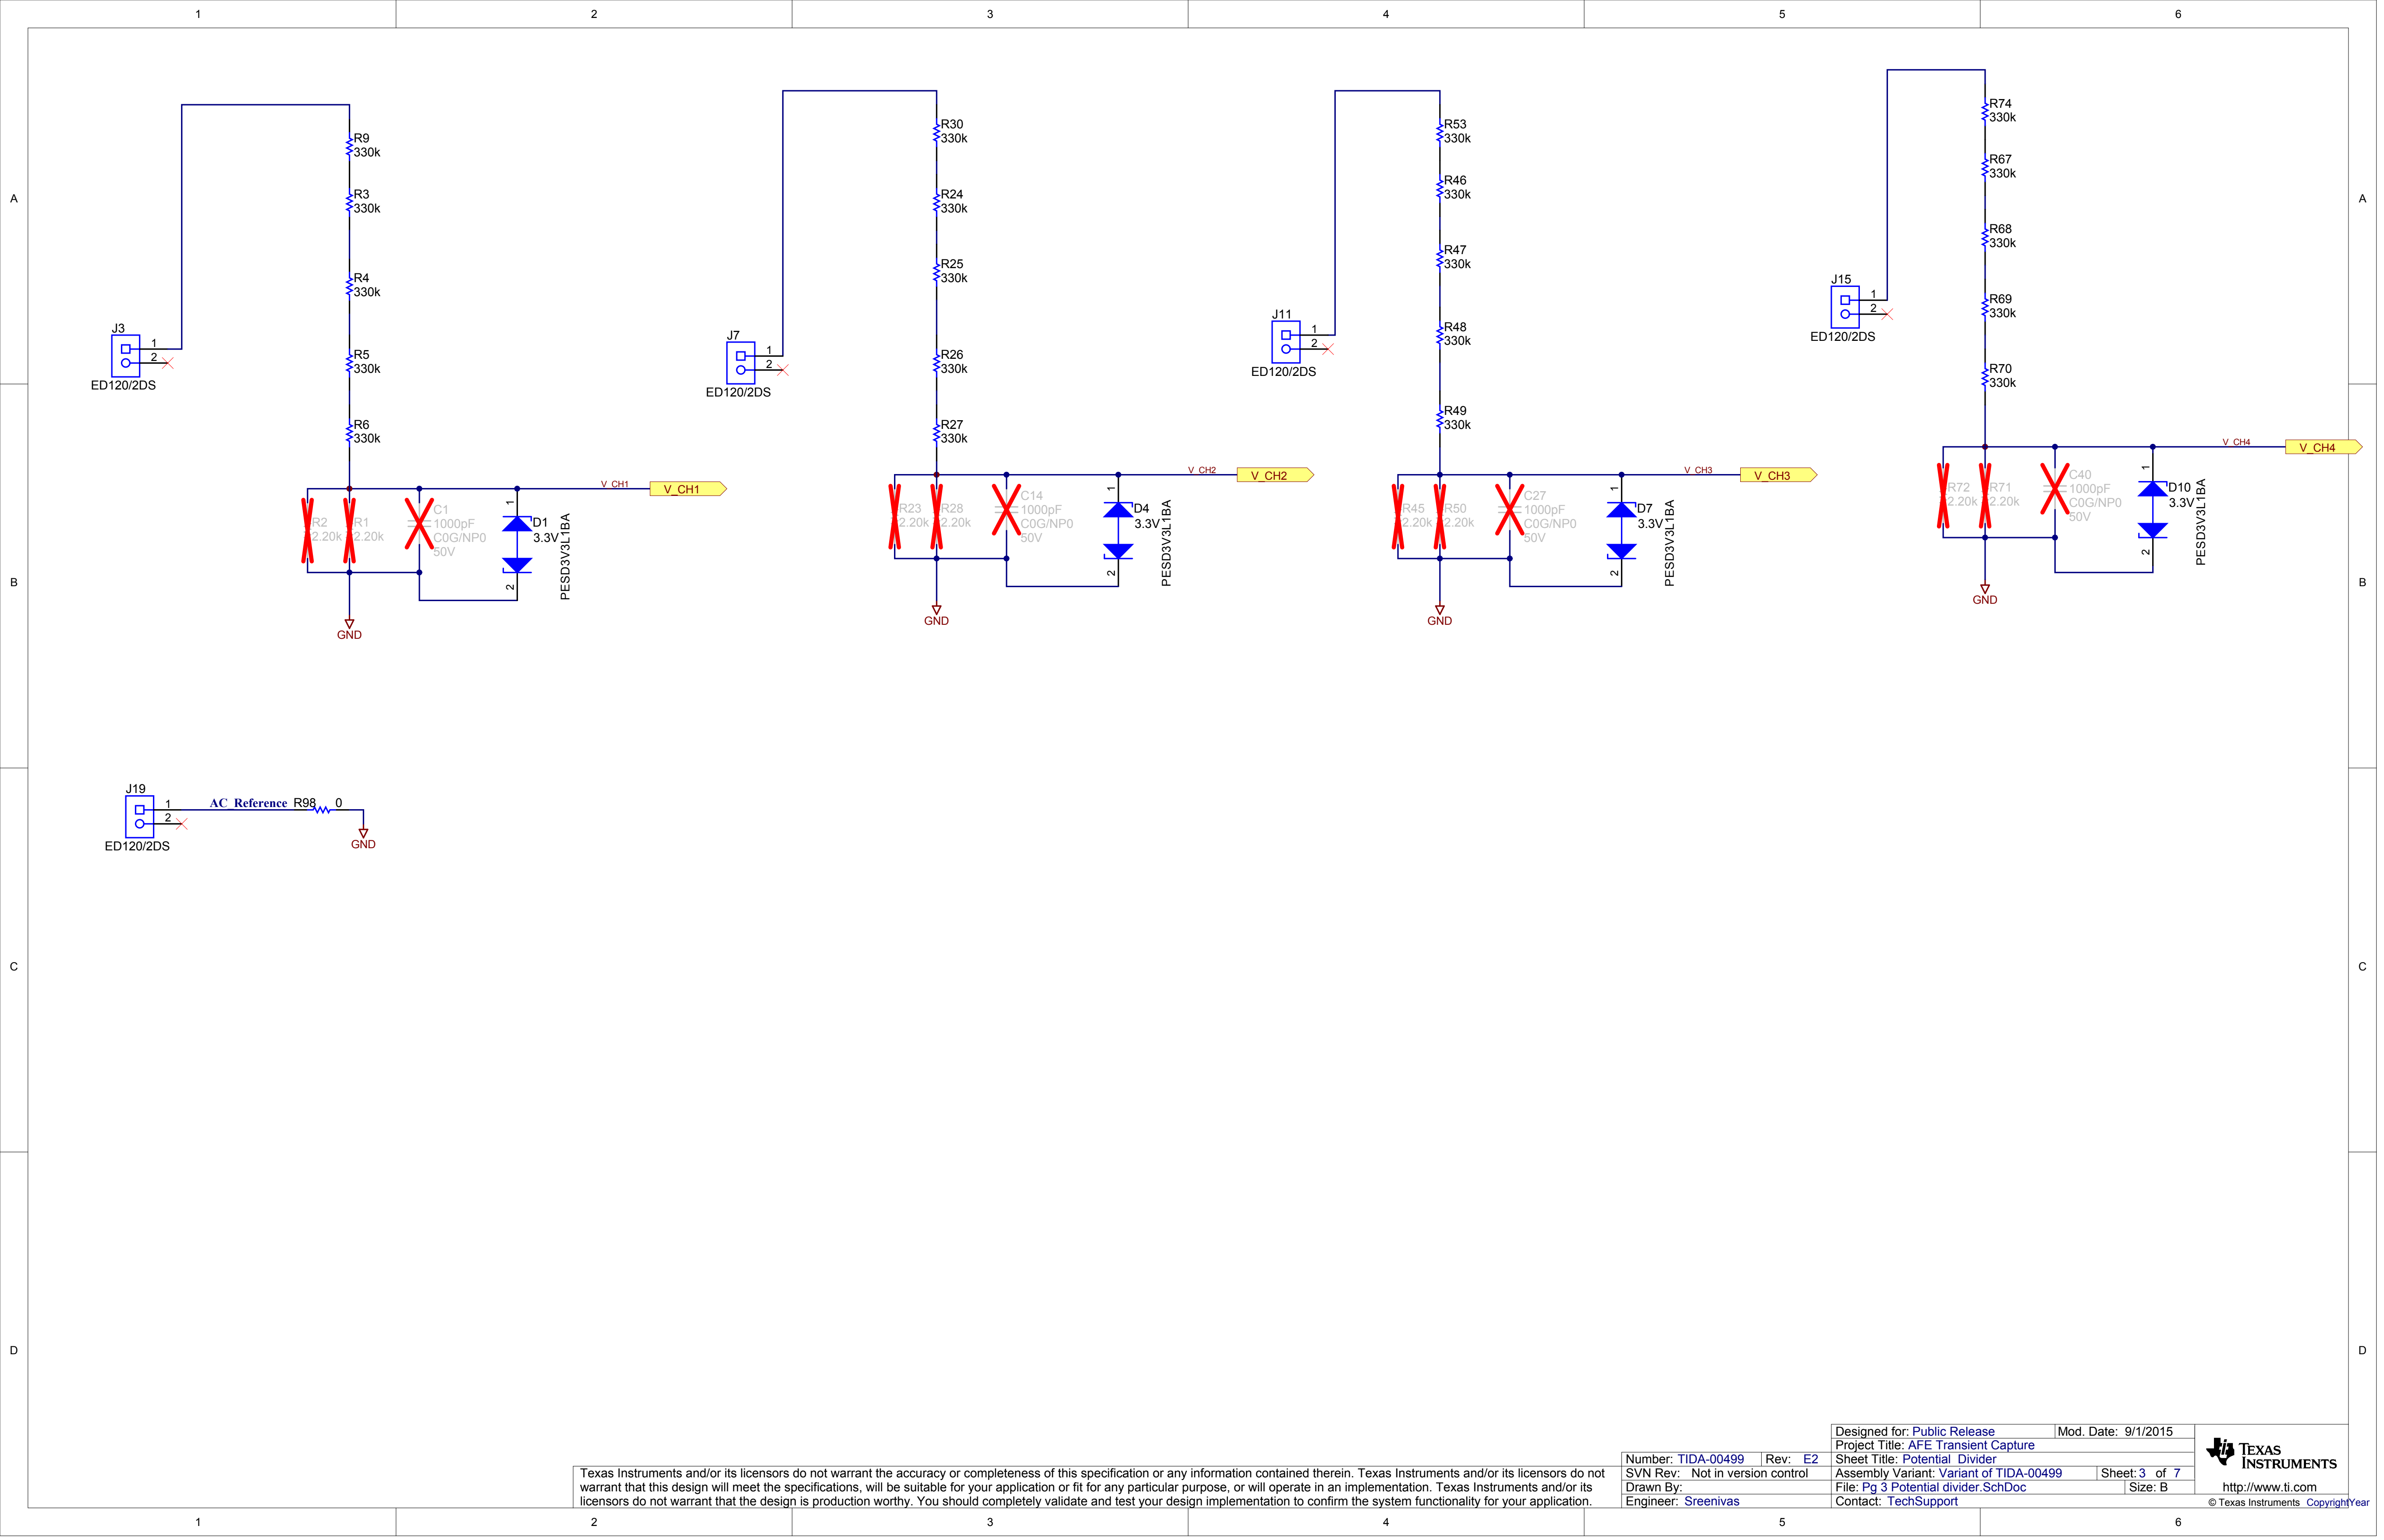 1 2 3 4 5 6
A A
B B
C C
D D
R9
330k
R3
330k
R4
330k
R5
330k
R6
330k
J3
1
2
ED120/2DS
R2
2.20k
R1
2.20k
C1
1000pF
C0G/NP0
50V
1
D1
3.3V
2
PESD3V3L1BA
V_CH1
V_CH1
GND
R30
330k
R24
330k
R25
330k
R26
330k
R27
330k
J7
1
2
ED120/2DS
R23
2.20k
R28
2.20k
C14
1000pF
C0G/NP0
50V
1
D4
3.3V
2
PESD3V3L1BA
V_CH2
V_CH2
GND
R53
330k
R46
330k
R47
330k
R48
330k
R49
330k
J11
1
2
ED120/2DS
R45
2.20k
R50
2.20k
C27
1000pF
C0G/NP0
50V
1
D7
3.3V
2
PESD3V3L1BA
V_CH3
V_CH3
GND
R74
330k
R67
330k
R68
330k
R69
330k
R70
330k
J15
1
2
ED120/2DS
R72
2.20k
R71
2.20k
C40
1000pF
C0G/NP0
50V
1
D10
3.3V
2
PESD3V3L1BA
V_CH4
V_CH4
GND
J19
1
2
ED120/2DS
AC_Reference R98 0
GND
Texas Instruments and/or its licensors do not warrant the accuracy or completeness of this specification or any information contained therein. Texas Instruments and/or its licensors do not
warrant that this design will meet the specifications, will be suitable for your application or fit for any particular purpose, or will operate in an implementation. Texas Instruments and/or its
licensors do not warrant that the design is production worthy. You should completely validate and test your design implementation to confirm the system functionality for your application.
Number: TIDA-00499 Rev: E2
SVN Rev: Not in version control
Drawn By:
Engineer: Sreenivas
Designed for: Public Release Mod. Date: 9/1/2015
Project Title: AFE Transient Capture
Sheet Title: Potential Divider
Assembly Variant: Variant of TIDA-00499 Sheet: 3 of 7
File: Pg 3 Potential divider.SchDoc Size: B
Contact: TechSupport
TEXAS
INSTRUMENTS
http://www.ti.com
© Texas Instruments CopyrightYear
1 2 3 4 5 6